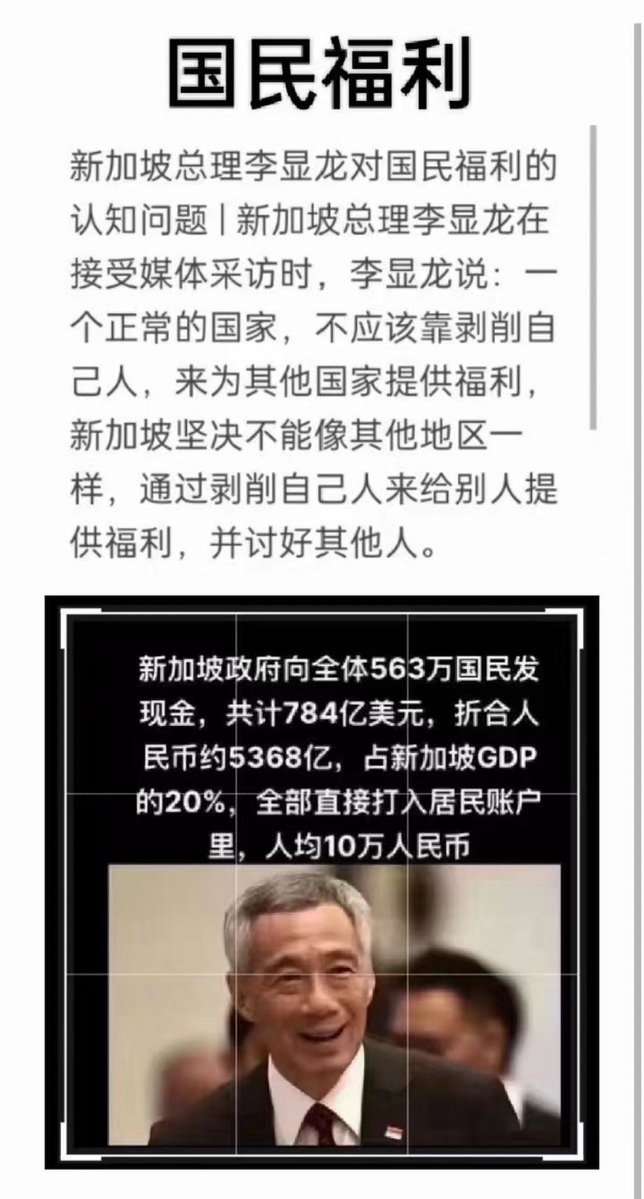 国民福利
新加坡总理李显龙对国民福利的
认知问题 | 新加坡总理李显龙在
接受媒体采访时，李显龙说：一
个正常的国家，不应该靠剥削自
己人，来为其他国家提供福利，
新加坡坚决不能像其他地区一
样，通过剥削自己人来给别人提
供福利，并讨好其他人。
新加坡政府向全体563万国民发
现金，共计784亿美元，折合人
民币约5368亿，占新加坡GDP
的20%，全部直接打入居民账户
里，人均10万人民币